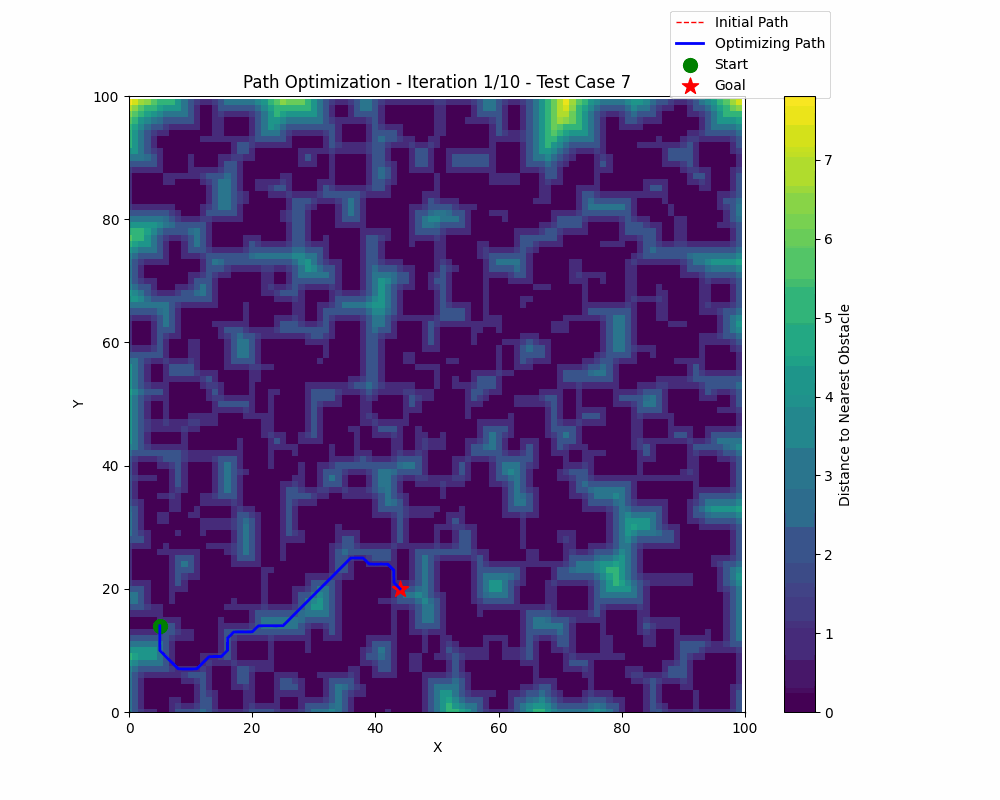 Initial Path
Optimizing Path
Start
Goal
Path Optimization - Iteration 1/10 - Test Case 7
100
80
60
40
20
0
Y
0
20
40
60
80
100
X
7
6
5
4
3
2
1
0
Distance to Nearest Obstacle